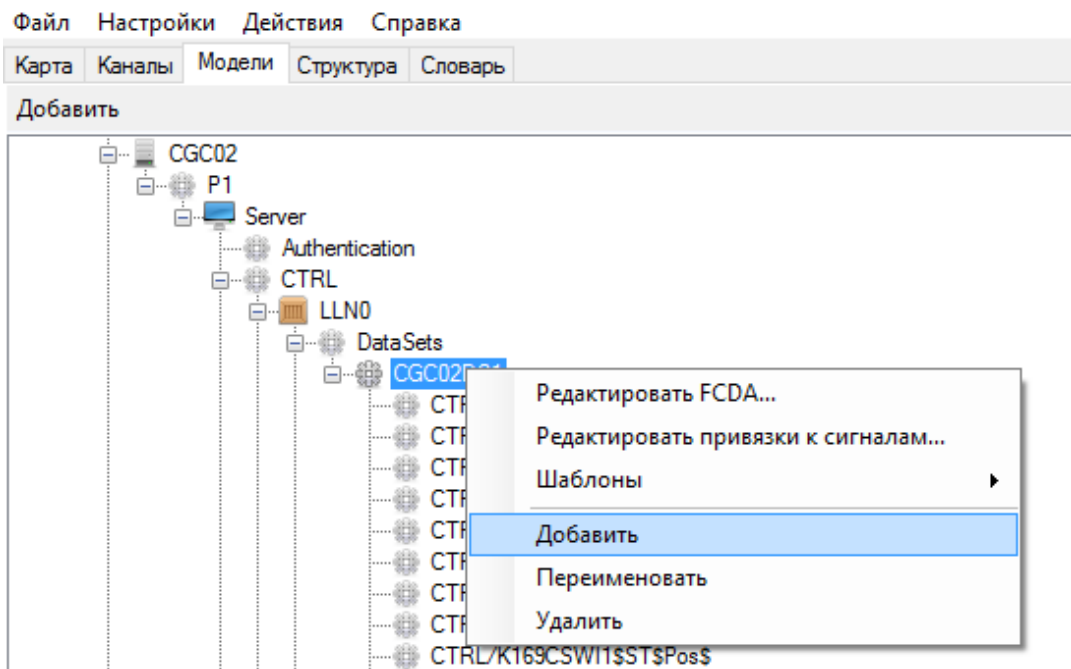 Файл Настройки Действия Справка
Карта Каналы Модели Структура Словарь
Добавить
CGC02
P1
Server
Authentication
CTRL
LLN0
DataSets
Редактировать FCDA...
Редактировать привязки к сигналам...
Шаблоны
Добавить
Переименовать
Удалить
CTRL/K169CSWI1$ST$Pos$